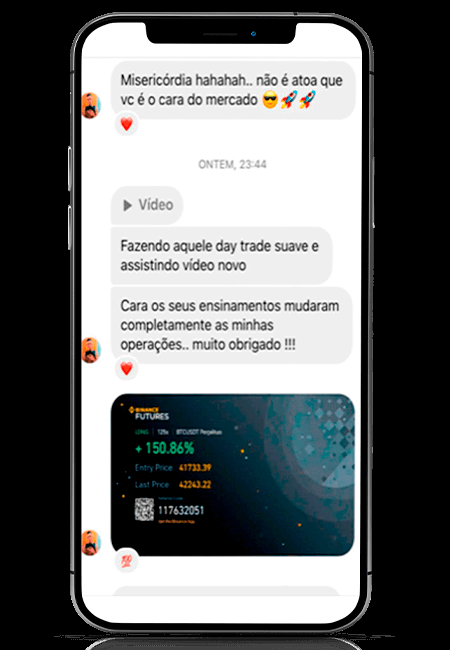 Misericórdia hahahah.. não é atoa que
vc é o cara do mercado 😎🚀🚀
ONTEM, 23:44
Vídeo
Fazendo aquele day trade suave e
assistindo vídeo novo
Cara os seus ensinamentos mudaram
completamente as minhas
operações.. muito obrigado !!!
BINANCE
FUTURES
LONG | 125x | BTCUSDT Perpétuo
+ 150.86%
Entry Price 41733.39
Last Price 42243.22
117632051
💯